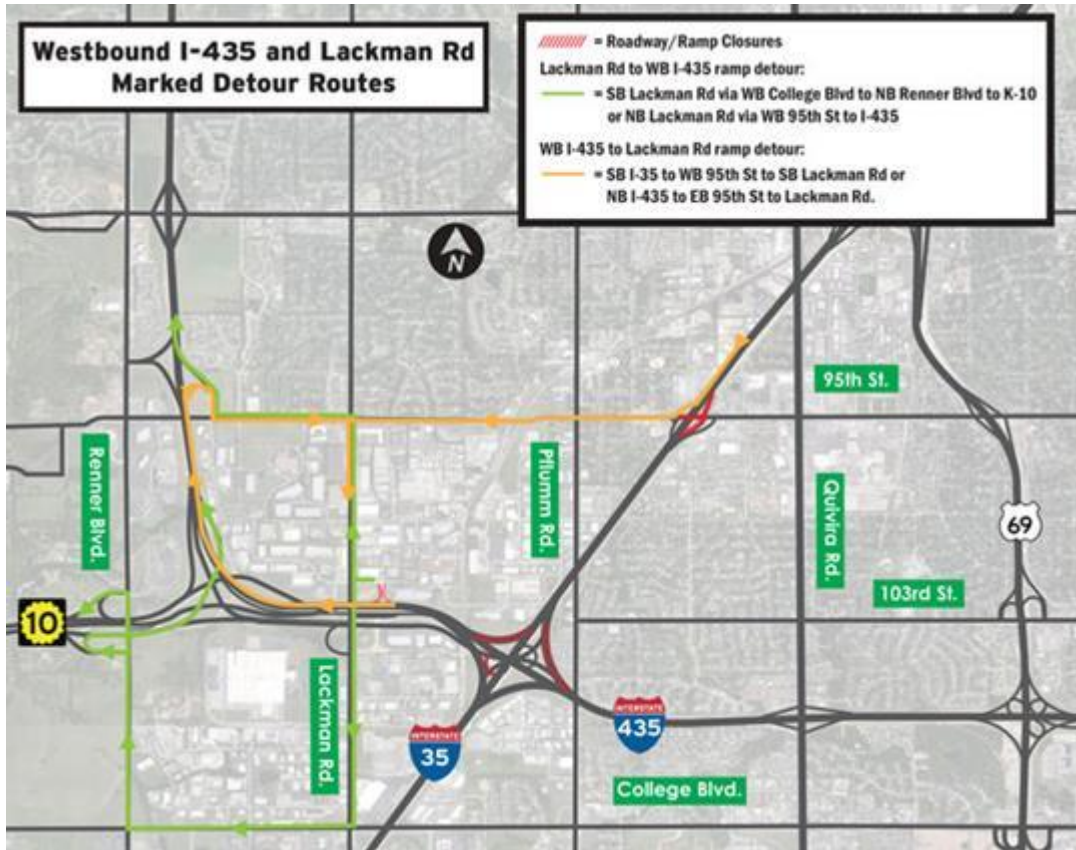 Westbound I-435 and Lackman Rd
Marked Detour Routes
= Roadway/Ramp Closures
Lackman Rd to WB I-435 ramp detour:
= SB Lackman Rd via WB College Blvd to NB Renner Blvd to K-10
or NB Lackman Rd via WB 95th St to I-435
WB I-435 to Lackman Rd ramp detour:
= SB I-35 to WB 95th St to SB Lackman Rd or
NB I-435 to EB 95th St to Lackman Rd.
N
95th St.
Renner Blvd.
Pflumm Rd.
Quivira Rd.
69
103rd St.
10
Lackman Rd.
INTERSTATE
35
INTERSTATE
435
College Blvd.